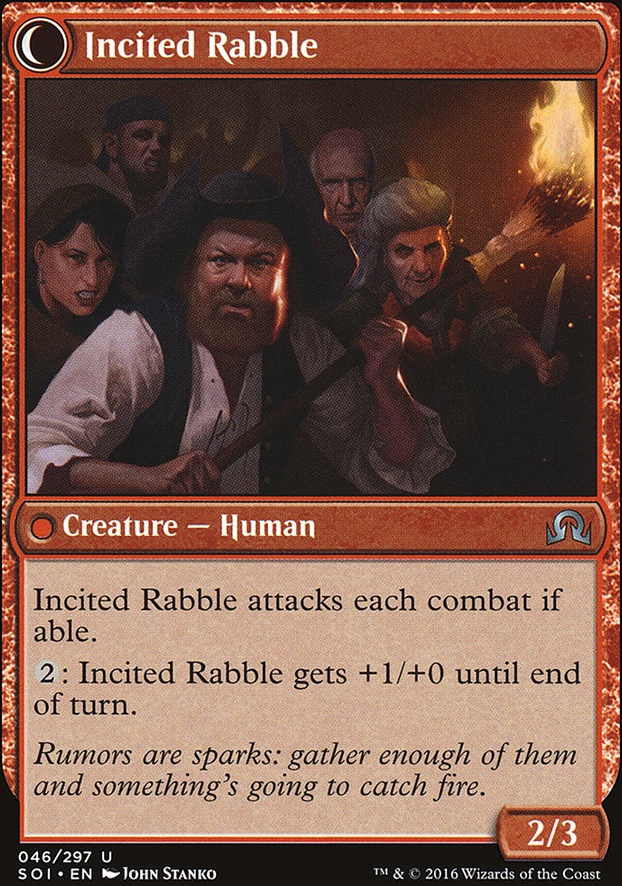 Incited Rabble
Creature — Human
Incited Rabble attacks each combat if
able.
2: Incited Rabble gets +1/+0 until end
of turn.
Rumors are sparks: gather enough of them
and something's going to catch fire.
2/3
046/297 U
SOI • EN John Stanko
™ & © 2016 Wizards of the Coast